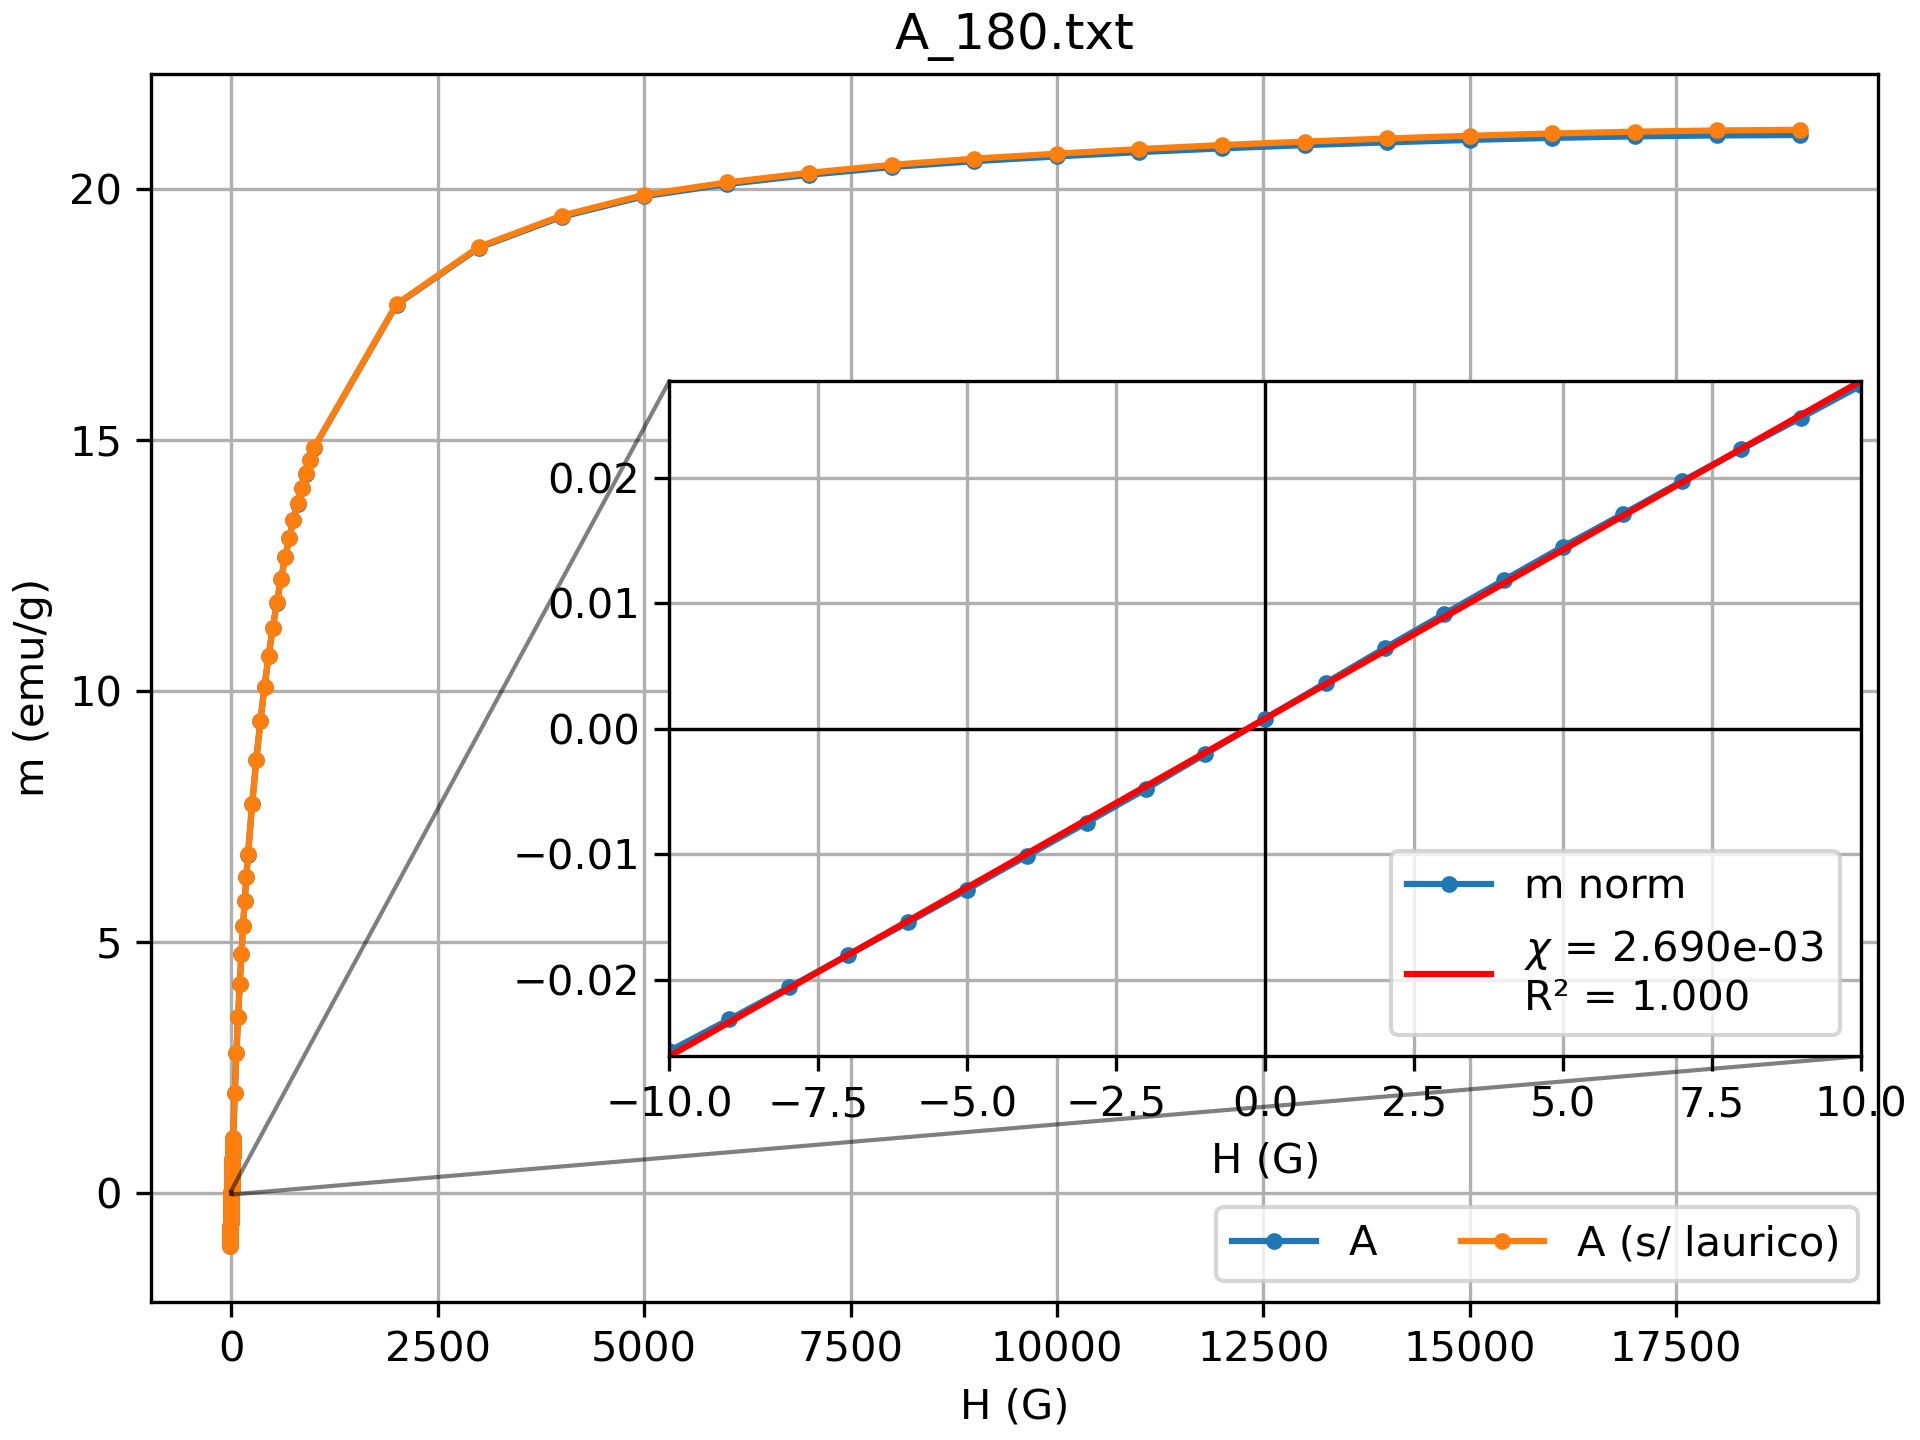 A_180.txt
m (emu/g)
20
15
10
5
0
0.02
0.01
0.00
−0.01
−0.02
m norm
χ = 2.690e-03
R² = 1.000
−10.0 −7.5 −5.0 −2.5 0.0 2.5 5.0 7.5 10.0
H (G)
A A (s/ laurico)
0 2500 5000 7500 10000 12500 15000 17500
H (G)